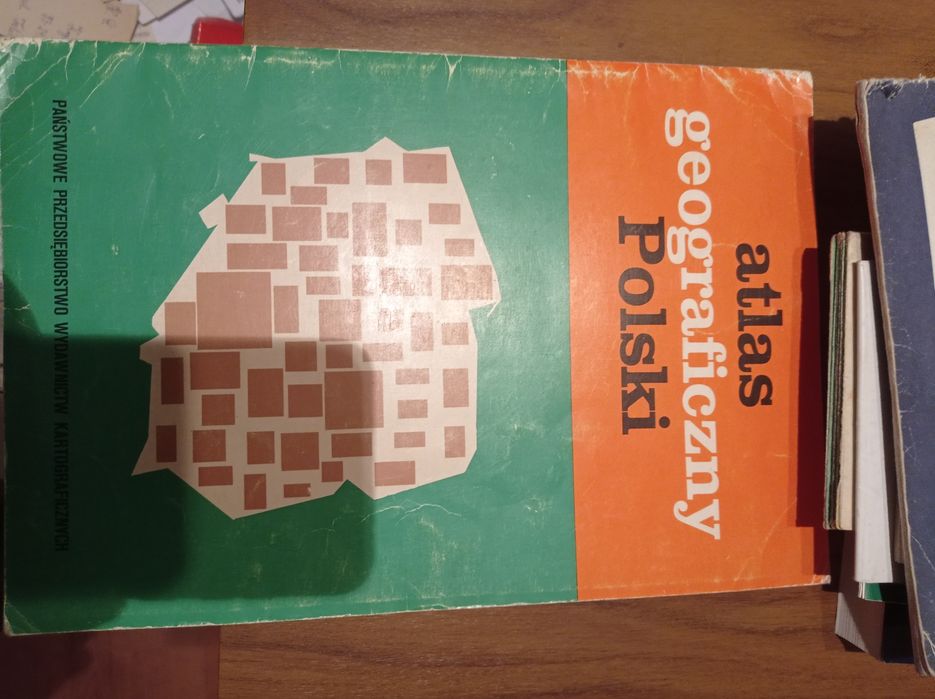 atlas
geograficzny
Polski
PAŃSTWOWE PRZEDSIĘBIORSTWO WYDAWNICTW KARTOGRAFICZNYCH